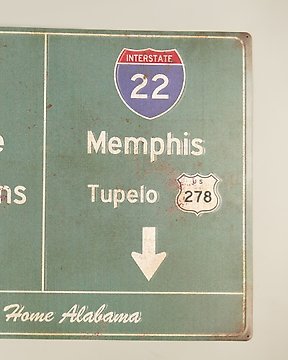 INTERSTATE
22
Memphis
Tupelo
US
278
Home Alabama